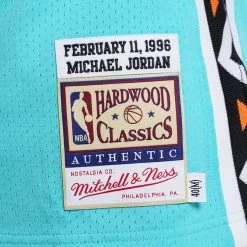 FEBRUARY 11, 1996
MICHAEL JORDAN
HARDWOOD
NBA
CLASSICS
AUTHENTIC
NOSTALGIA CO.
Mitchell & Ness
PHILADELPHIA, PA.